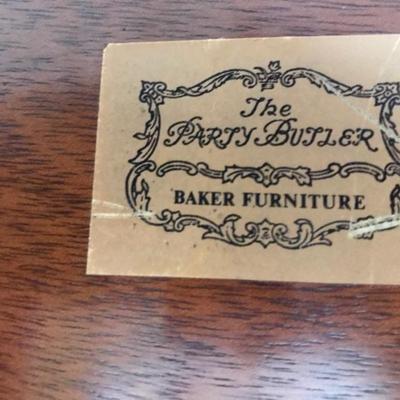 The
PARTY BUTLER
BAKER FURNITURE